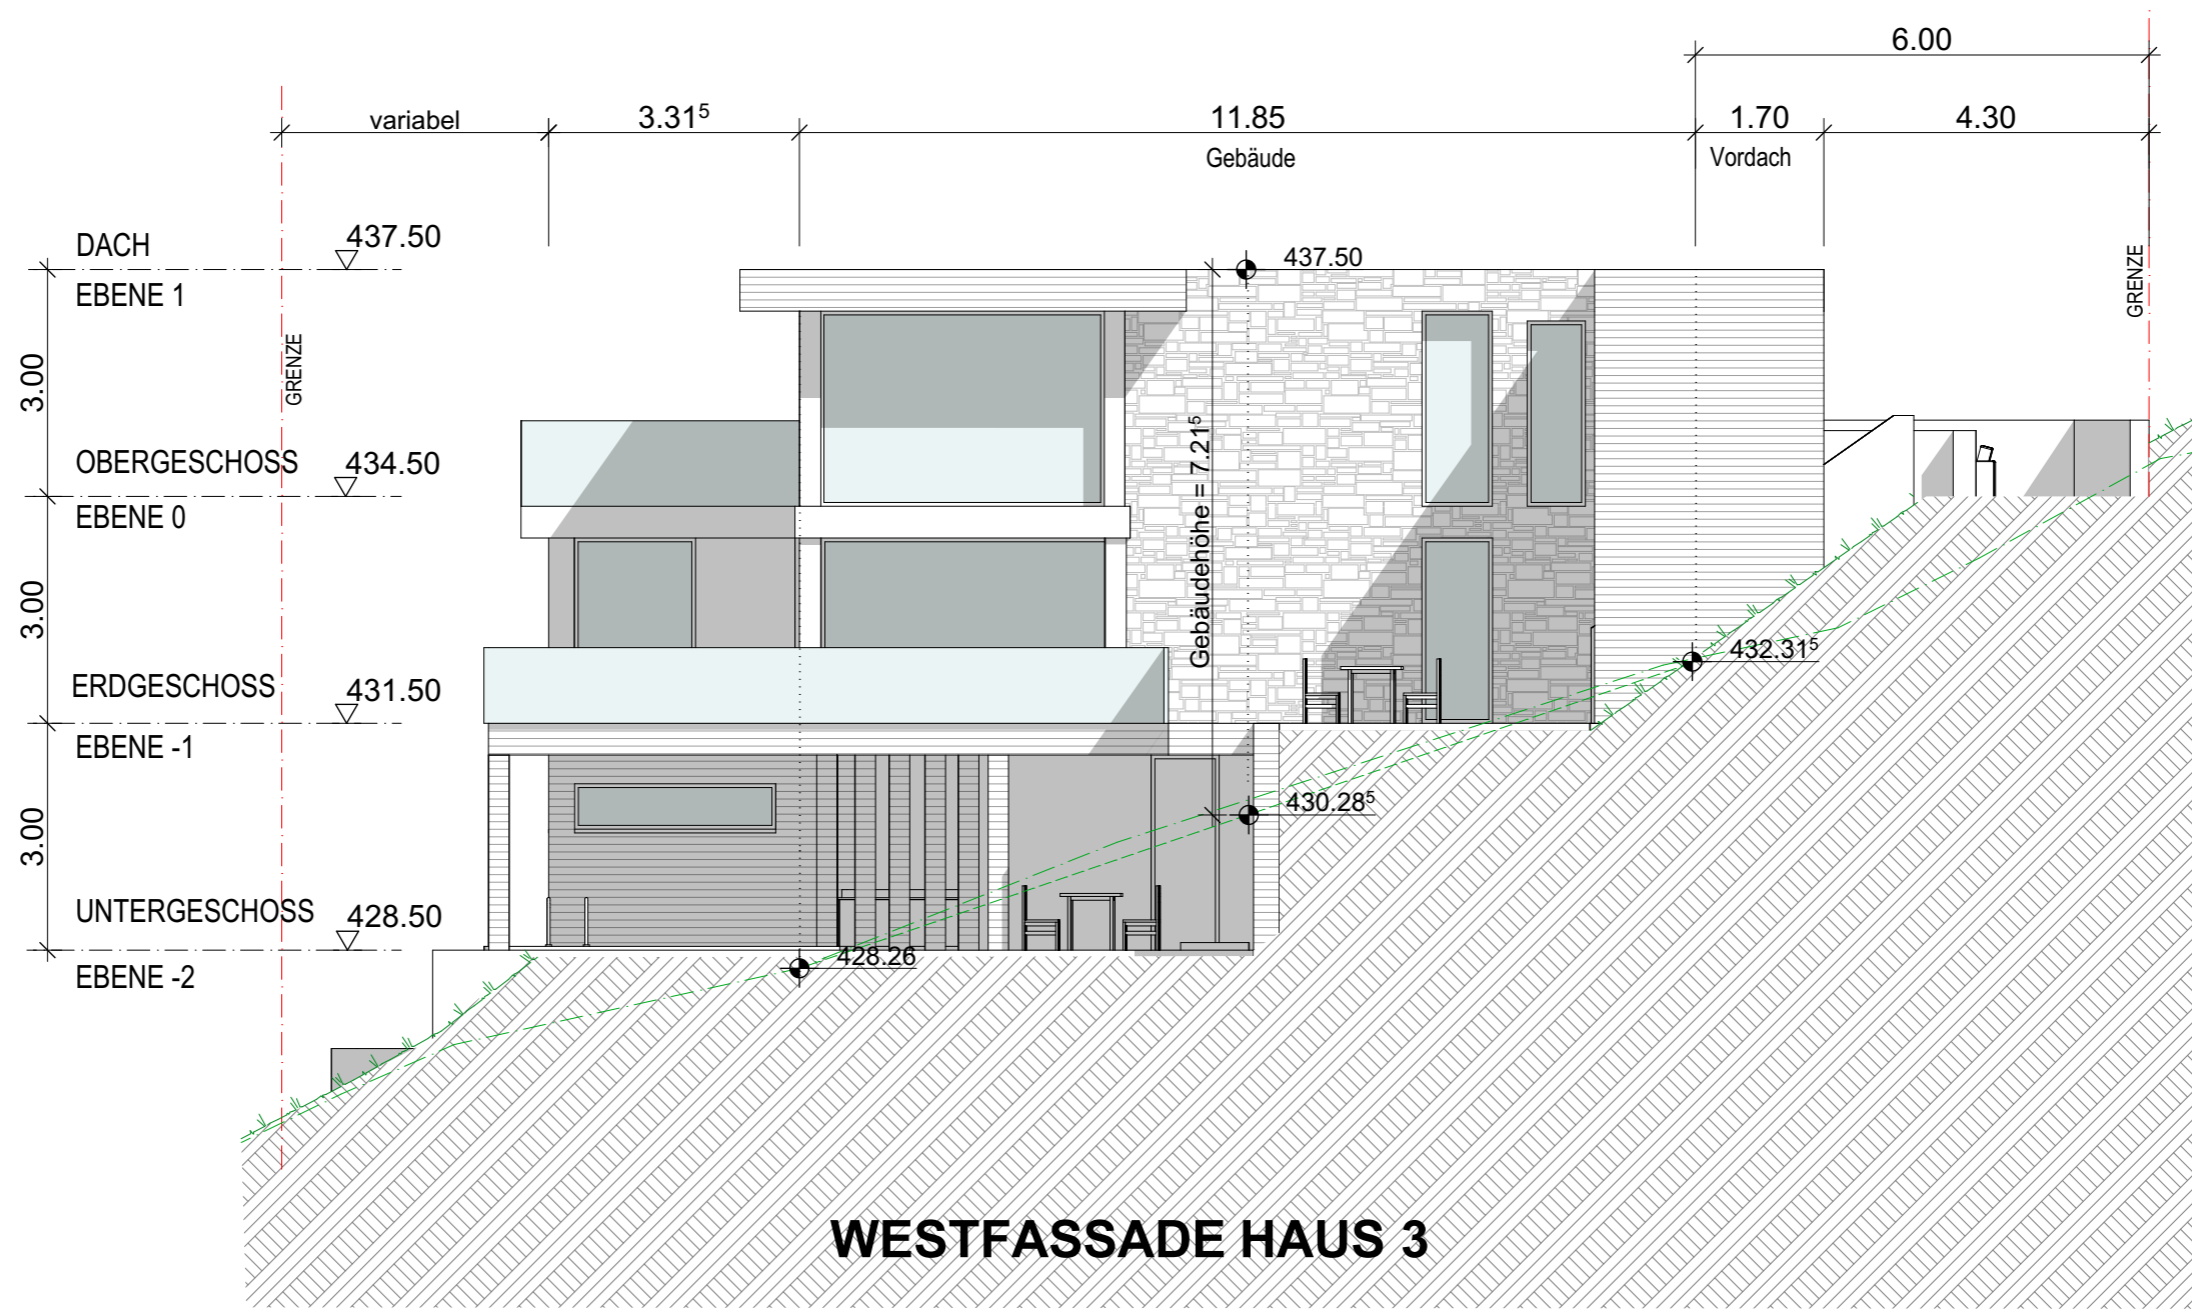 6.00
variabel
3.31⁵
11.85
1.70
4.30
Gebäude
Vordach
DACH
437.50
EBENE 1
437.50
GRENZE
GRENZE
3.00
OBERGESCHOSS
434.50
EBENE 0
Gebäudehöhe = 7.21⁵
3.00
432.31⁵
ERDGESCHOSS
431.50
EBENE -1
430.28⁵
3.00
UNTERGESCHOSS
428.50
428.26
EBENE -2
WESTFASSADE HAUS 3